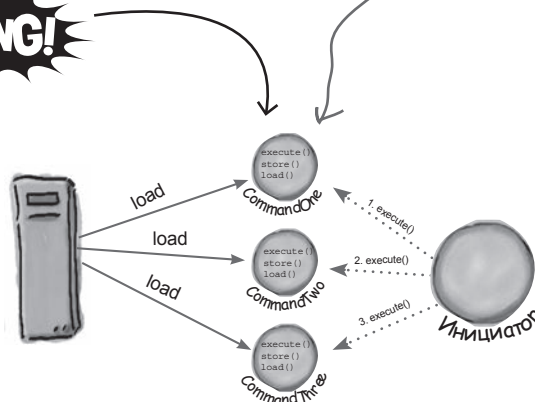 NG!
execute()
store()
load()
CommandOne
load
1. execute()
load
execute()
store()
load()
CommandTwo
2. execute()
load
3. execute()
Инициатор
execute()
store()
load()
CommandThree